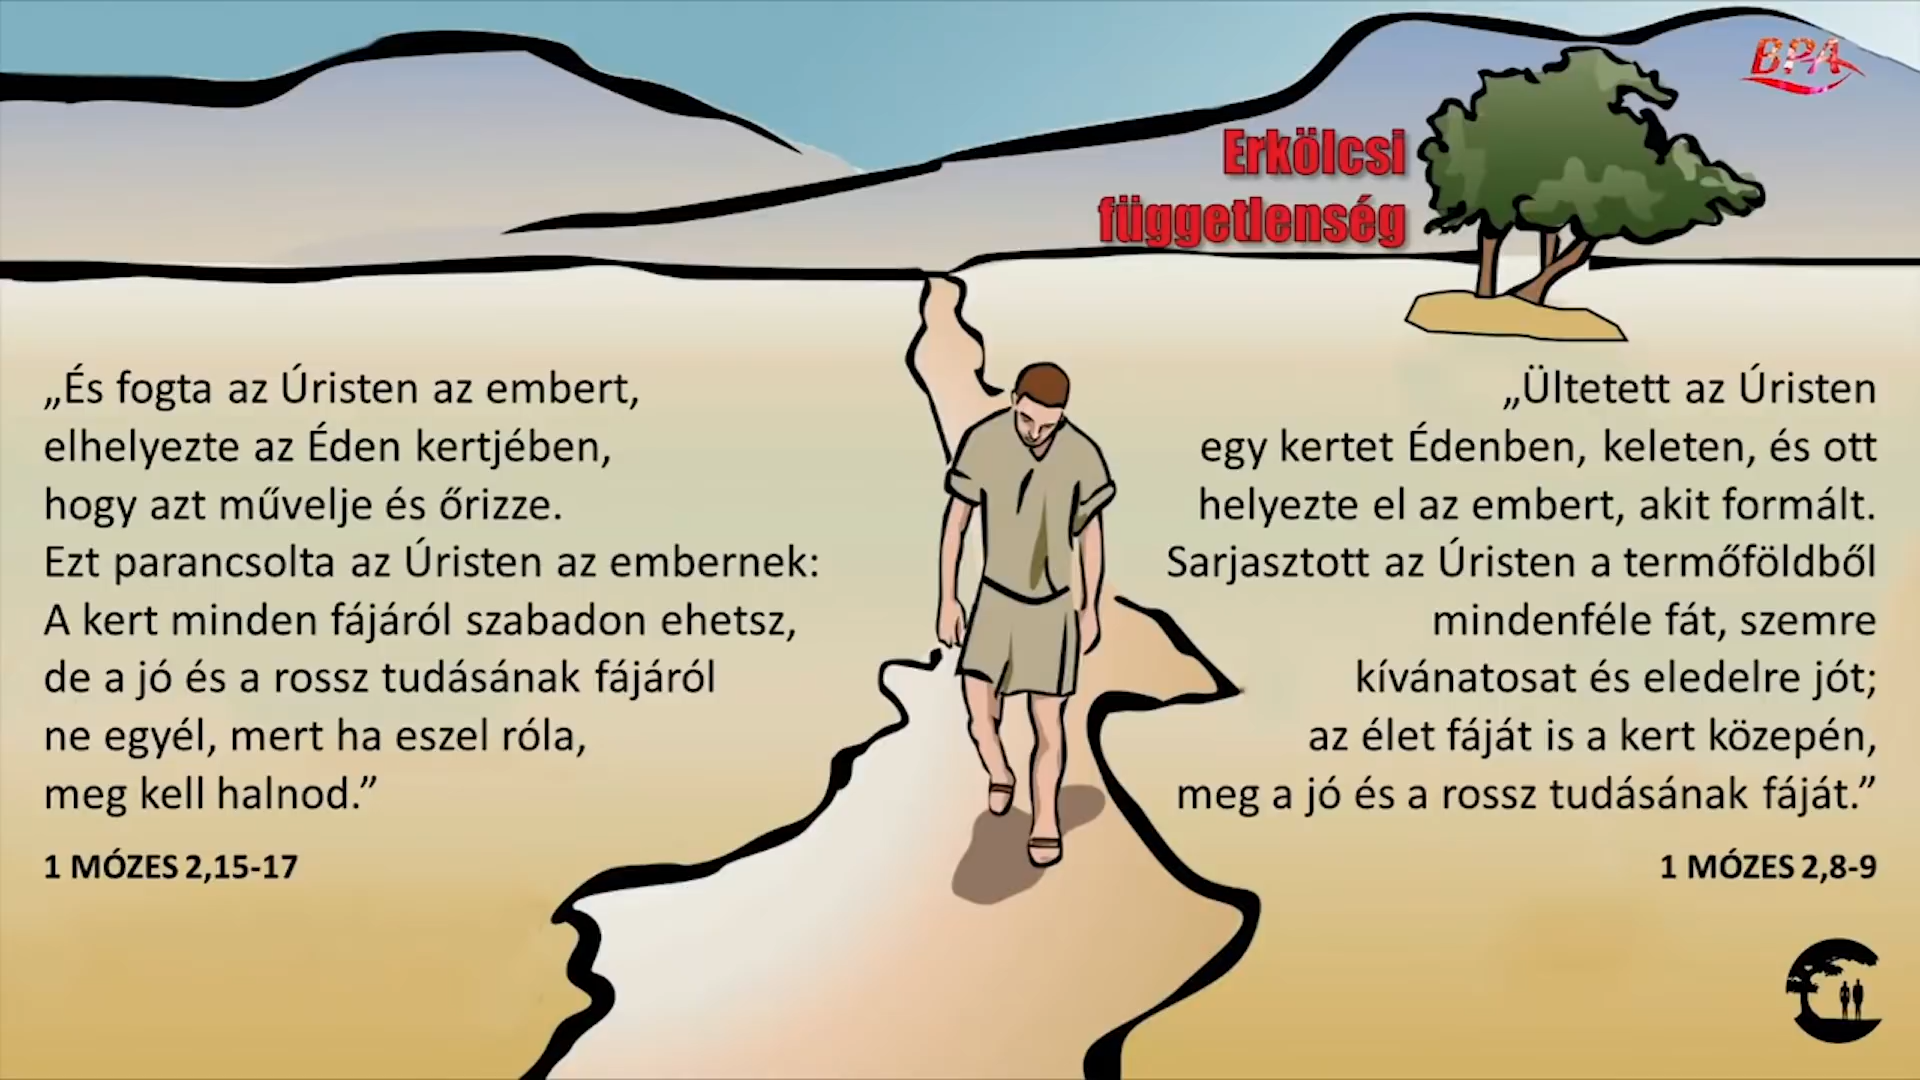 BPA
Erkölcsi
függetlenség
„És fogta az Úristen az embert,
elhelyezte az Éden kertjében,
hogy azt művelje és őrizze.
Ezt parancsolta az Úristen az embernek:
A kert minden fájáról szabadon ehetsz,
de a jó és a rossz tudásának fájáról
ne egyél, mert ha eszel róla,
meg kell halnod.”
1 MÓZES 2,15-17
„Ültetett az Úristen
egy kertet Édenben, keleten, és ott
helyezte el az embert, akit formált.
Sarjasztott az Úristen a termőföldből
mindenféle fát, szemre
kívánatosat és eledelre jót;
az élet fáját is a kert közepén,
meg a jó és a rossz tudásának fáját.”
1 MÓZES 2,8-9